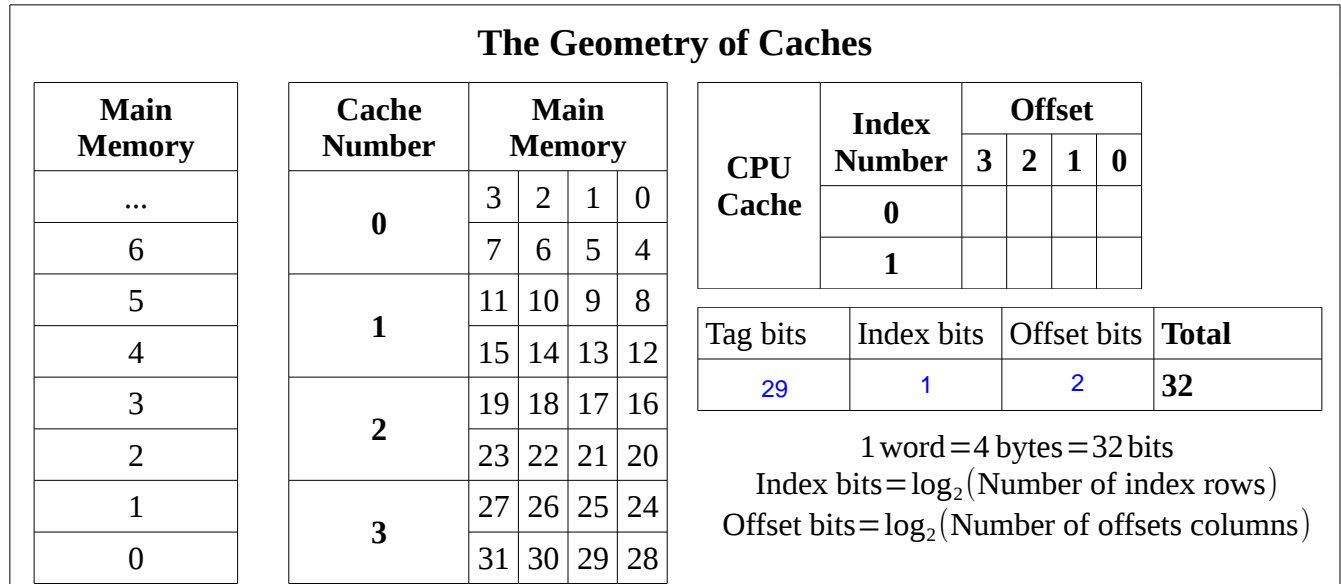 The Geometry of Caches
Main Memory
...
6
5
4
3
2
1
0
Cache Number Main Memory
0 3 2 1 0
7 6 5 4
1 11 10 9 8
15 14 13 12
2 19 18 17 16
23 22 21 20
3 27 26 25 24
31 30 29 28
CPU Cache Index Number Offset
3 2 1 0
0
1
Tag bits Index bits Offset bits Total
29 1 2 32
1 word=4 bytes=32 bits
Index bits=log₂(Number of index rows)
Offset bits=log₂(Number of offsets columns)